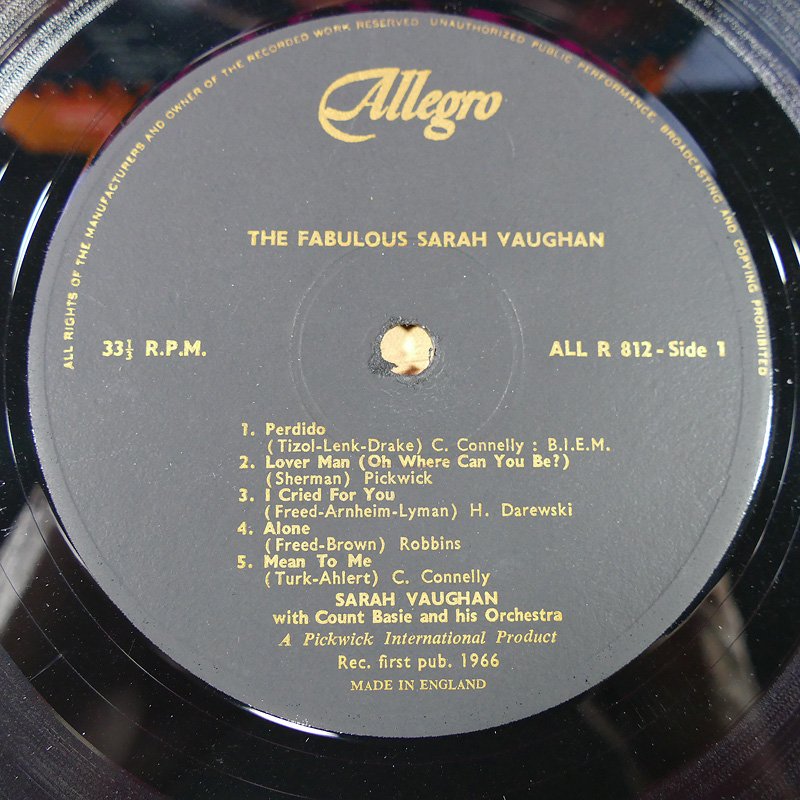 ALL RIGHTS OF THE MANUFACTURERS AND OWNER OF THE RECORDED WORK RESERVED. UNAUTHORIZED PUBLIC PERFORMANCE, BROADCASTING AND COPYING PROHIBITED
Allegro
THE FABULOUS SARAH VAUGHAN
33⅓ R.P.M.
ALL R 812 - Side 1
1. Perdido
(Tizol-Lenk-Drake) C. Connelly : B.I.E.M.
2. Lover Man (Oh Where Can You Be?)
(Sherman) Pickwick
3. I Cried For You
(Freed-Arnheim-Lyman) H. Darewski
4. Alone
(Freed-Brown) Robbins
5. Mean To Me
(Turk-Ahlert) C. Connelly
SARAH VAUGHAN
with Count Basie and his Orchestra
A Pickwick International Product
Rec. first pub. 1966
MADE IN ENGLAND